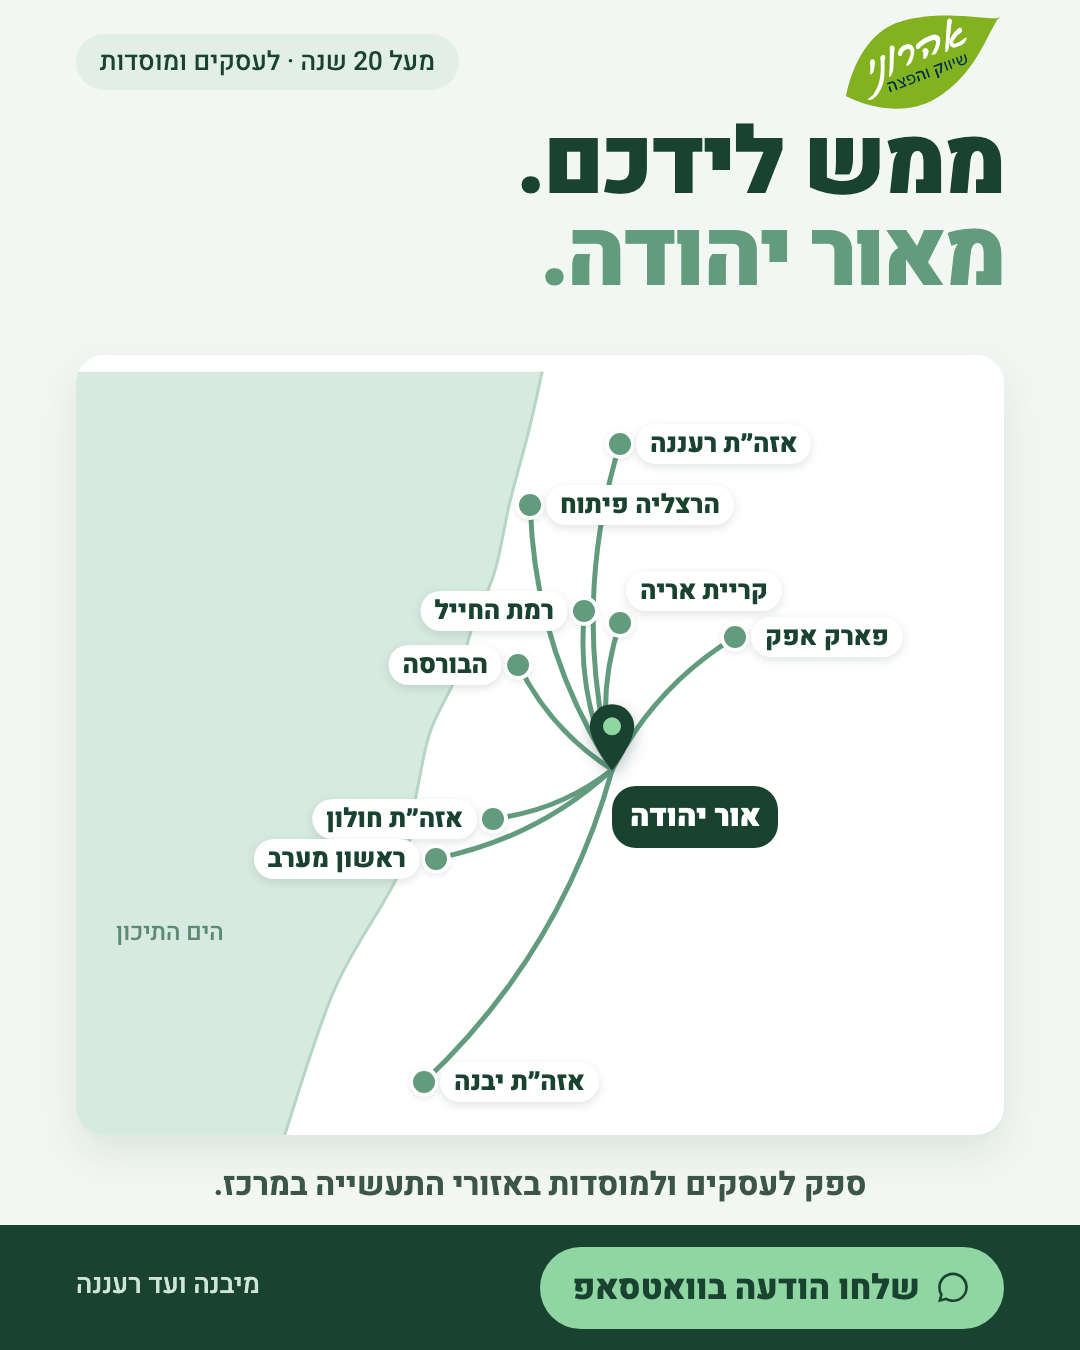 אהרוני
שיווק והפצה
מעל 20 שנה · לעסקים ומוסדות
ממש לידכם.
מאור יהודה.
אזה״ת רעננה
הרצליה פיתוח
קריית אריה
רמת החייל
פארק אפק
הבורסה
אור יהודה
אזה״ת חולון
ראשון מערב
הים התיכון
אזה״ת יבנה
ספק לעסקים ולמוסדות באזורי התעשייה במרכז.
שלחו הודעה בוואטסאפ
מיבנה ועד רעננה